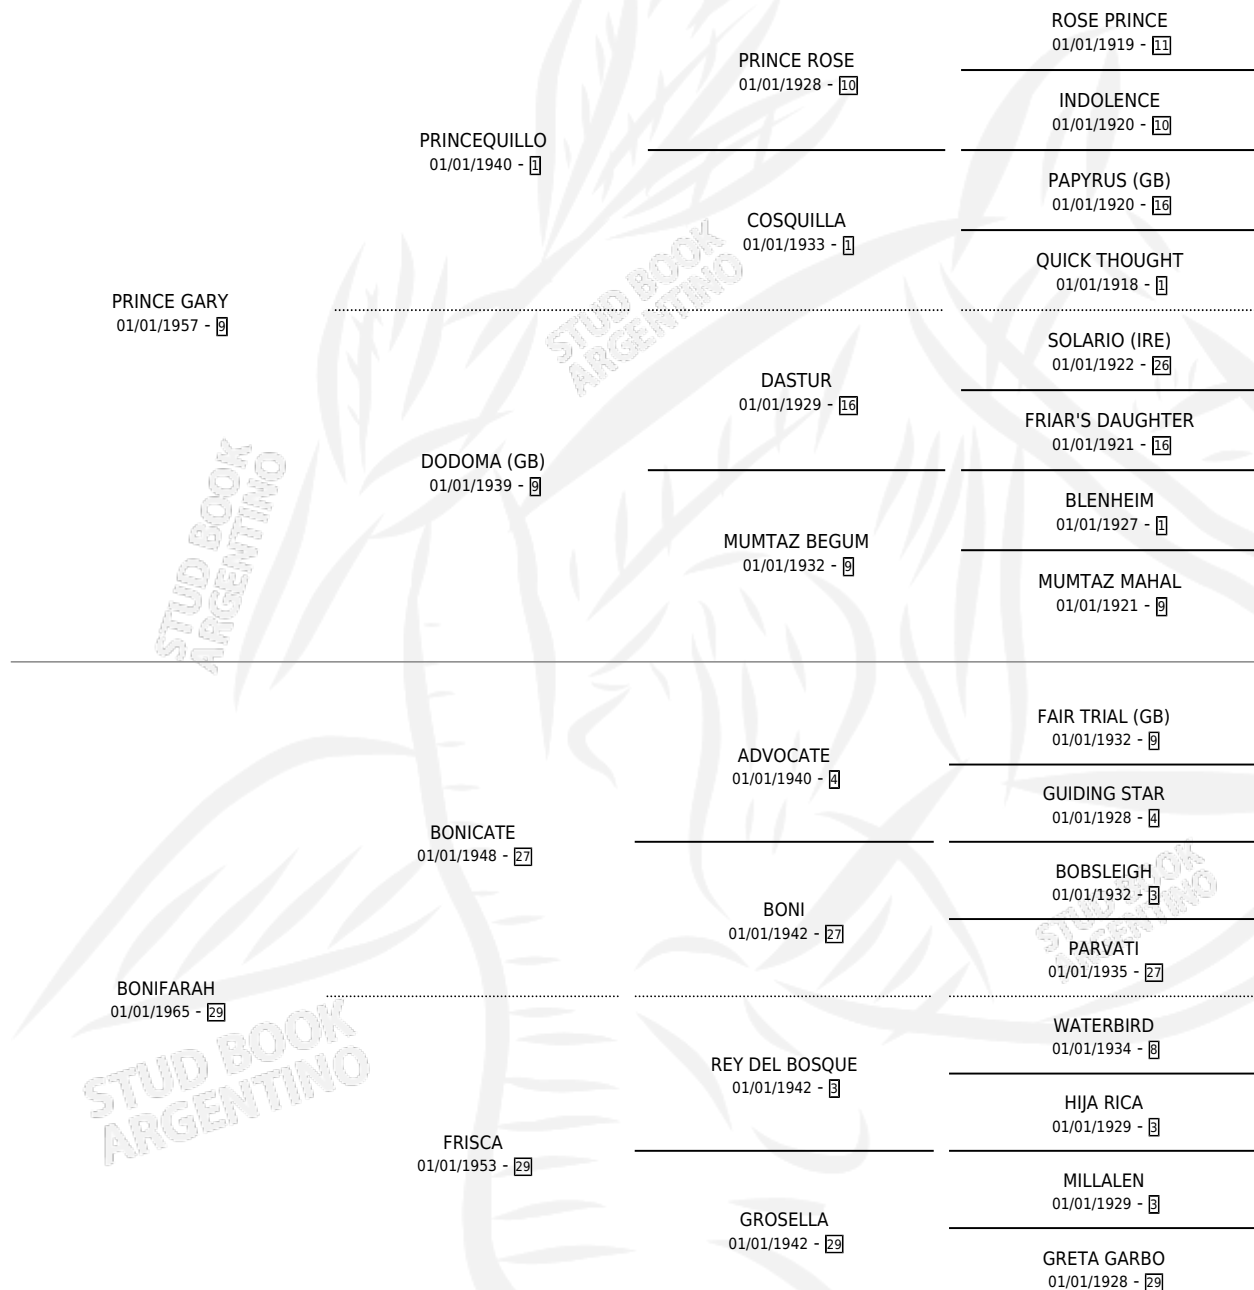 ROSE PRINCE
01/01/1919 - 11
PRINCE ROSE
01/01/1928 - 10
INDOLENCE
01/01/1920 - 10
PRINCEQUILLO
01/01/1940 - 1
PAPYRUS (GB)
01/01/1920 - 16
COSQUILLA
01/01/1933 - 1
QUICK THOUGHT
01/01/1918 - 1
PRINCE GARY
01/01/1957 - 9
STUD BOOK
ARGENTINO
SOLARIO (IRE)
01/01/1922 - 26
DASTUR
01/01/1929 - 16
FRIAR'S DAUGHTER
01/01/1921 - 16
DODOMA (GB)
01/01/1939 - 9
BLENHEIM
01/01/1927 - 1
MUMTAZ BEGUM
01/01/1932 - 9
MUMTAZ MAHAL
01/01/1921 - 9
STUD BOOK
ARGENTINO
FAIR TRIAL (GB)
01/01/1932 - 9
ADVOCATE
01/01/1940 - 4
GUIDING STAR
01/01/1928 - 4
BONICATE
01/01/1948 - 27
BOBSLEIGH
01/01/1932 - 3
BONI
01/01/1942 - 27
PARVATI
01/01/1935 - 27
STUD BOOK
ARGENTINO
BONIFARAH
01/01/1965 - 29
WATERBIRD
01/01/1934 - 8
REY DEL BOSQUE
01/01/1942 - 3
HIJA RICA
01/01/1929 - 3
STUD BOOK
ARGENTINO
FRISCA
01/01/1953 - 29
MILLALEN
01/01/1929 - 3
GROSELLA
01/01/1942 - 29
GRETA GARBO
01/01/1928 - 29